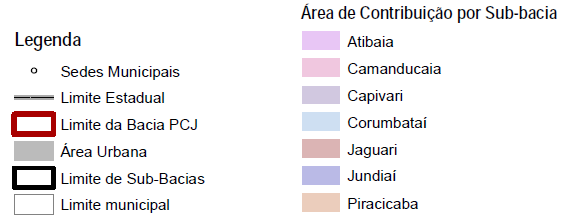 Legenda
Sedes Municipais
Limite Estadual
Limite da Bacia PCJ
Área Urbana
Limite de Sub-Bacias
Limite municipal
Área de Contribuição por Sub-bacia
Atibaia
Camanducaia
Capivari
Corumbataí
Jaguari
Jundiaí
Piracicaba